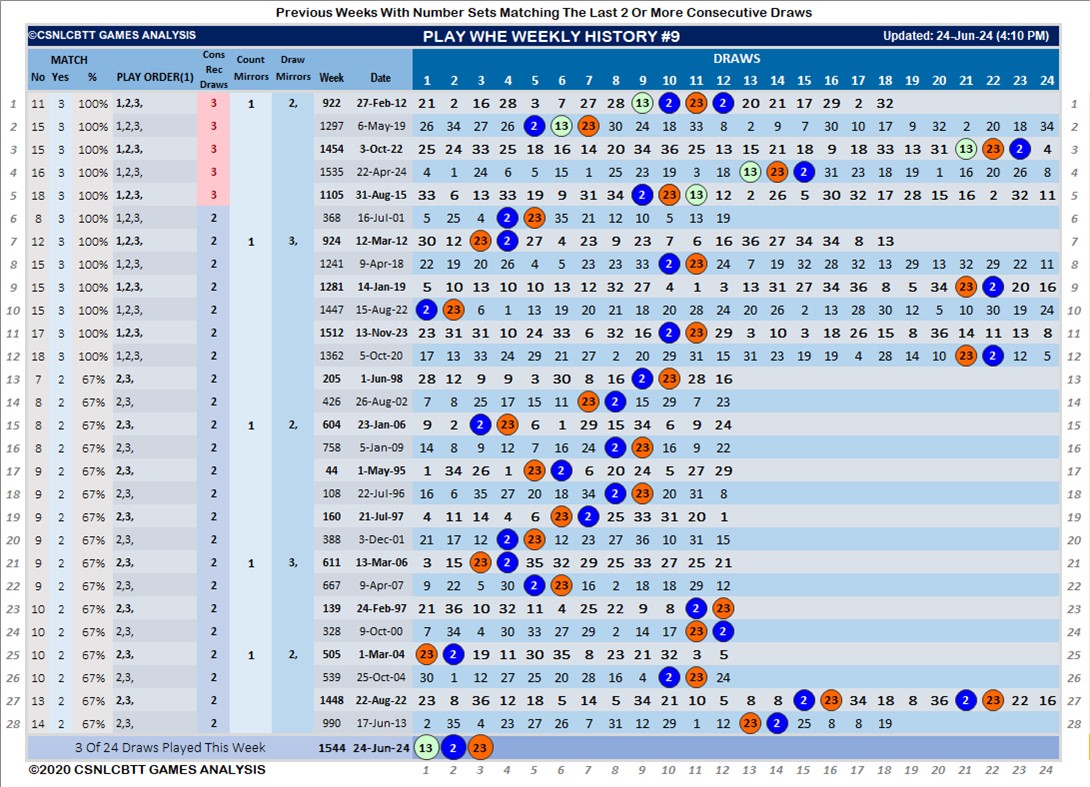 Previous Weeks With Number Sets Matching The Last 2 Or More Consecutive Draws
©CSNLCBTT GAMES ANALYSIS PLAY WHE WEEKLY HISTORY #9 Updated: 24-Jun-24 (4:10 PM)
MATCH Cons Rec Draws Count Mirrors Draw Mirrors DRAWS
No Yes % PLAY ORDER(1) Week Date 1 2 3 4 5 6 7 8 9 10 11 12 13 14 15 16 17 18 19 20 21 22 23 24
1 11 3 100% 1,2,3, 3 1 2, 922 27-Feb-12 21 2 16 28 3 7 27 28 13 2 23 2 20 21 17 29 2 32 1
2 15 3 100% 1,2,3, 3 1297 6-May-19 26 34 27 26 2 13 23 30 24 18 33 8 2 9 7 30 10 17 9 32 2 20 18 34 2
3 15 3 100% 1,2,3, 3 1454 3-Oct-22 25 24 33 25 18 16 14 20 34 36 25 13 15 21 18 9 18 33 13 31 13 23 2 4 3
4 16 3 100% 1,2,3, 3 1535 22-Apr-24 4 1 24 6 5 15 1 25 23 19 3 18 13 23 2 31 23 18 19 1 16 20 26 8 4
5 18 3 100% 1,2,3, 3 1105 31-Aug-15 33 6 13 33 19 9 31 34 2 23 13 12 2 26 5 30 32 17 28 15 16 2 32 11 5
6 8 3 100% 1,2,3, 2 368 16-Jul-01 5 25 4 2 23 35 21 12 10 5 13 19 6
7 12 3 100% 1,2,3, 2 1 3, 924 12-Mar-12 30 12 23 2 27 4 23 9 23 7 6 16 36 27 34 34 8 13 7
8 15 3 100% 1,2,3, 2 1241 9-Apr-18 22 19 20 26 4 5 23 23 33 2 23 24 7 19 32 28 32 13 29 13 32 29 22 11 8
9 15 3 100% 1,2,3, 2 1281 14-Jan-19 5 10 13 10 10 13 12 32 27 4 1 3 13 31 27 34 36 8 5 34 23 2 20 16 9
10 15 3 100% 1,2,3, 2 1447 15-Aug-22 2 23 6 1 13 19 20 21 18 20 28 24 20 26 2 13 28 30 12 5 10 30 19 24 10
11 17 3 100% 1,2,3, 2 1512 13-Nov-23 23 31 31 10 24 33 6 32 16 2 23 29 3 10 3 18 26 15 8 36 14 11 13 8 11
12 18 3 100% 1,2,3, 2 1362 5-Oct-20 17 13 33 24 29 21 27 2 20 29 31 15 31 23 19 19 4 28 14 10 23 2 12 5 12
13 7 2 67% 2,3, 2 205 1-Jun-98 28 12 9 9 3 30 8 16 2 23 28 16 13
14 8 2 67% 2,3, 2 426 26-Aug-02 7 8 25 17 15 11 23 2 15 29 7 23 14
15 8 2 67% 2,3, 2 1 2, 604 23-Jan-06 9 2 2 23 6 1 29 15 34 6 9 24 15
16 8 2 67% 2,3, 2 758 5-Jan-09 14 8 9 12 7 16 24 2 23 16 9 22 16
17 9 2 67% 2,3, 2 44 1-May-95 1 34 26 1 23 2 6 20 24 5 27 29 17
18 9 2 67% 2,3, 2 108 22-Jul-96 16 6 35 27 20 18 34 2 23 20 31 8 18
19 9 2 67% 2,3, 2 160 21-Jul-97 4 11 14 4 6 23 2 25 33 31 20 1 19
20 9 2 67% 2,3, 2 388 3-Dec-01 21 17 12 2 23 12 23 27 36 10 31 15 20
21 9 2 67% 2,3, 2 1 3, 611 13-Mar-06 3 15 23 2 35 32 29 25 33 27 25 21 21
22 9 2 67% 2,3, 2 667 9-Apr-07 9 22 5 30 2 23 16 2 18 18 29 12 22
23 10 2 67% 2,3, 2 139 24-Feb-97 21 36 10 32 11 4 25 22 9 8 2 23 23
24 10 2 67% 2,3, 2 328 9-Oct-00 7 34 4 30 33 27 29 2 14 17 23 2 24
25 10 2 67% 2,3, 2 1 2, 505 1-Mar-04 23 2 19 11 30 35 8 23 21 32 3 5 25
26 10 2 67% 2,3, 2 539 25-Oct-04 30 1 12 27 25 20 28 16 4 2 23 24 26
27 13 2 67% 2,3, 2 1448 22-Aug-22 23 8 36 12 18 5 14 5 34 21 10 5 8 8 2 23 34 18 8 36 2 23 22 16 27
28 14 2 67% 2,3, 2 990 17-Jun-13 2 35 4 23 27 26 7 31 12 29 1 12 23 2 25 8 8 19 28
3 Of 24 Draws Played This Week 1544 24-Jun-24 13 2 23
©2020 CSNLCBTT GAMES ANALYSIS 1 2 3 4 5 6 7 8 9 10 11 12 13 14 15 16 17 18 19 20 21 22 23 24